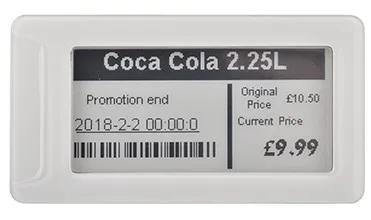 Coca Cola 2.25L
Promotion end
2018-2-2 00:00:0
Original Price £10.50
Current Price
£9.99